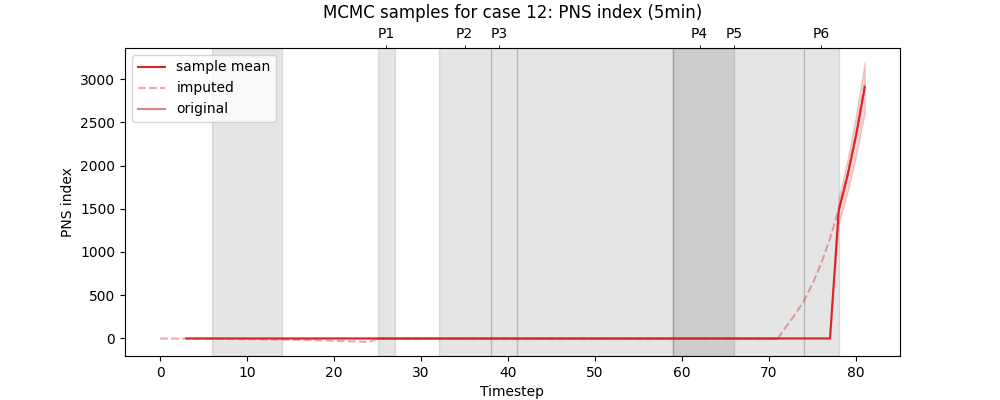 MCMC samples for case 12: PNS index (5min)
P1 P2 P3 P4 P5 P6
sample mean
imputed
original
PNS index
3000
2500
2000
1500
1000
500
0
0 10 20 30 40 50 60 70 80
Timestep